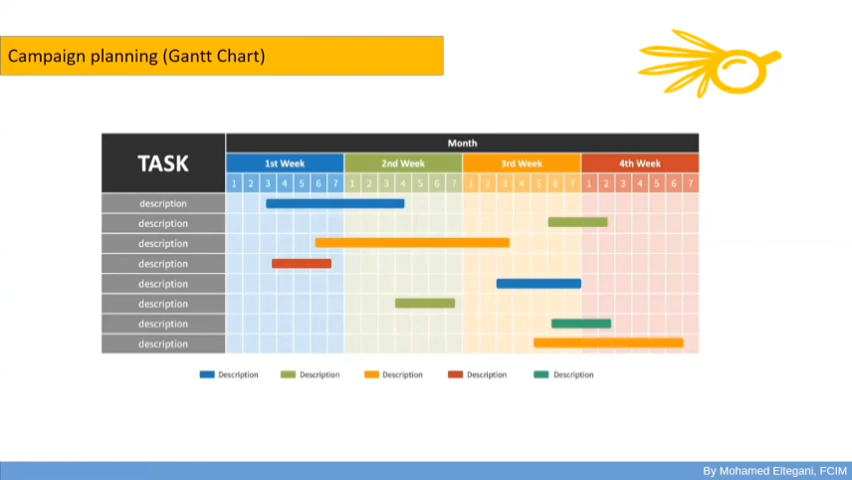 Campaign planning (Gantt Chart)
TASK
Month
1st Week 2nd Week 3rd Week 4th Week
1 2 3 4 5 6 7 1 2 3 4 5 6 7 1 2 3 4 5 6 7 1 2 3 4 5 6 7
description
description
description
description
description
description
description
description
Description Description Description Description Description
By Mohamed Eltegani, FCIM